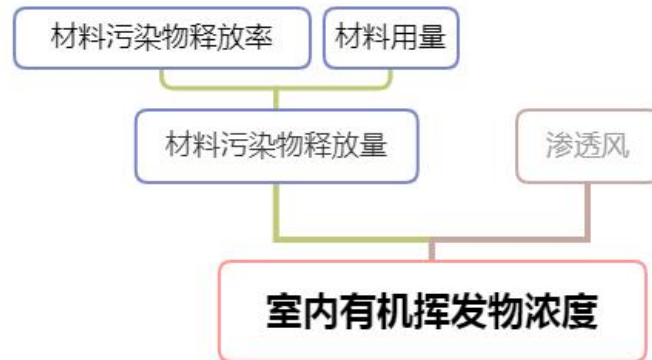 材料污染物释放率
材料用量
材料污染物释放量
渗透风
室内有机挥发物浓度